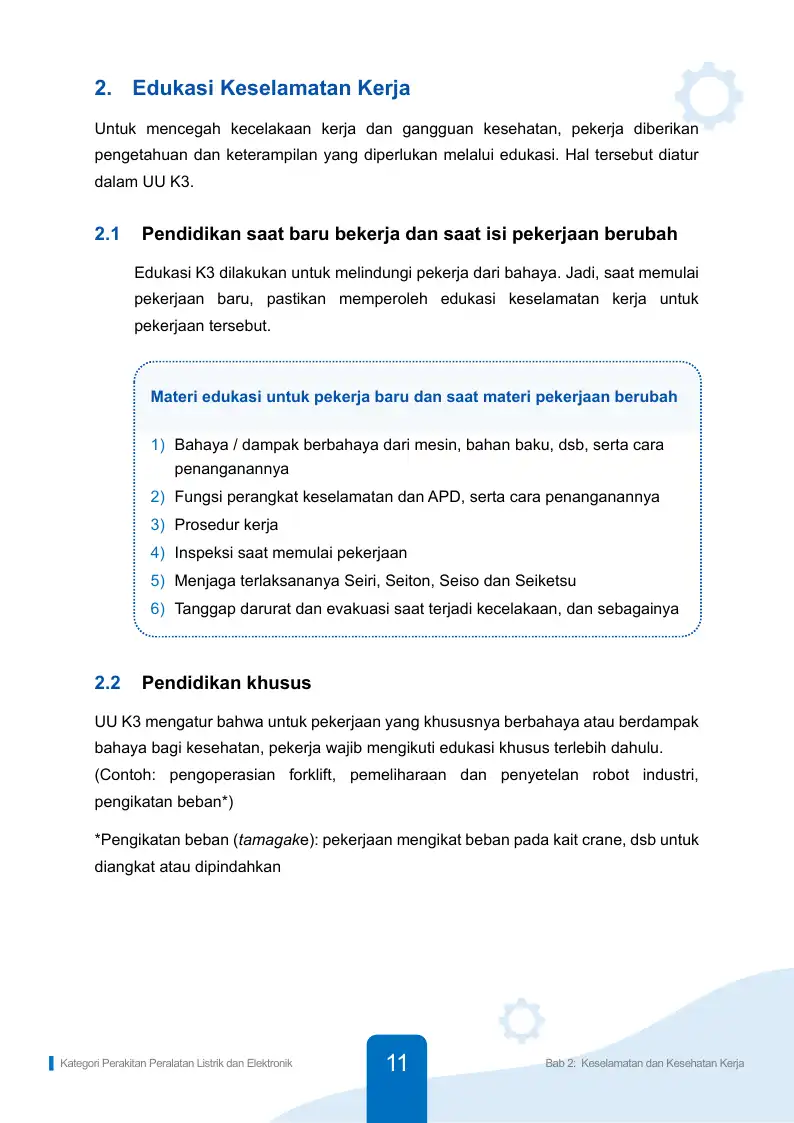 2. Edukasi Keselamatan Kerja
Untuk mencegah kecelakaan kerja dan gangguan kesehatan, pekerja diberikan
pengetahuan dan keterampilan yang diperlukan melalui edukasi. Hal tersebut diatur
dalam UU K3.
2.1 Pendidikan saat baru bekerja dan saat isi pekerjaan berubah
Edukasi K3 dilakukan untuk melindungi pekerja dari bahaya. Jadi, saat memulai
pekerjaan baru, pastikan memperoleh edukasi keselamatan kerja untuk
pekerjaan tersebut.
Materi edukasi untuk pekerja baru dan saat materi pekerjaan berubah
1) Bahaya / dampak berbahaya dari mesin, bahan baku, dsb, serta cara
penanganannya
2) Fungsi perangkat keselamatan dan APD, serta cara penanganannya
3) Prosedur kerja
4) Inspeksi saat memulai pekerjaan
5) Menjaga terlaksananya Seiri, Seiton, Seiso dan Seiketsu
6) Tanggap darurat dan evakuasi saat terjadi kecelakaan, dan sebagainya
2.2 Pendidikan khusus
UU K3 mengatur bahwa untuk pekerjaan yang khususnya berbahaya atau berdampak
bahaya bagi kesehatan, pekerja wajib mengikuti edukasi khusus terlebih dahulu.
(Contoh: pengoperasian forklift, pemeliharaan dan penyetelan robot industri,
pengikatan beban*)
*Pengikatan beban (tamagake): pekerjaan mengikat beban pada kait crane, dsb untuk
diangkat atau dipindahkan
Kategori Perakitan Peralatan Listrik dan Elektronik
11
Bab 2: Keselamatan dan Kesehatan Kerja